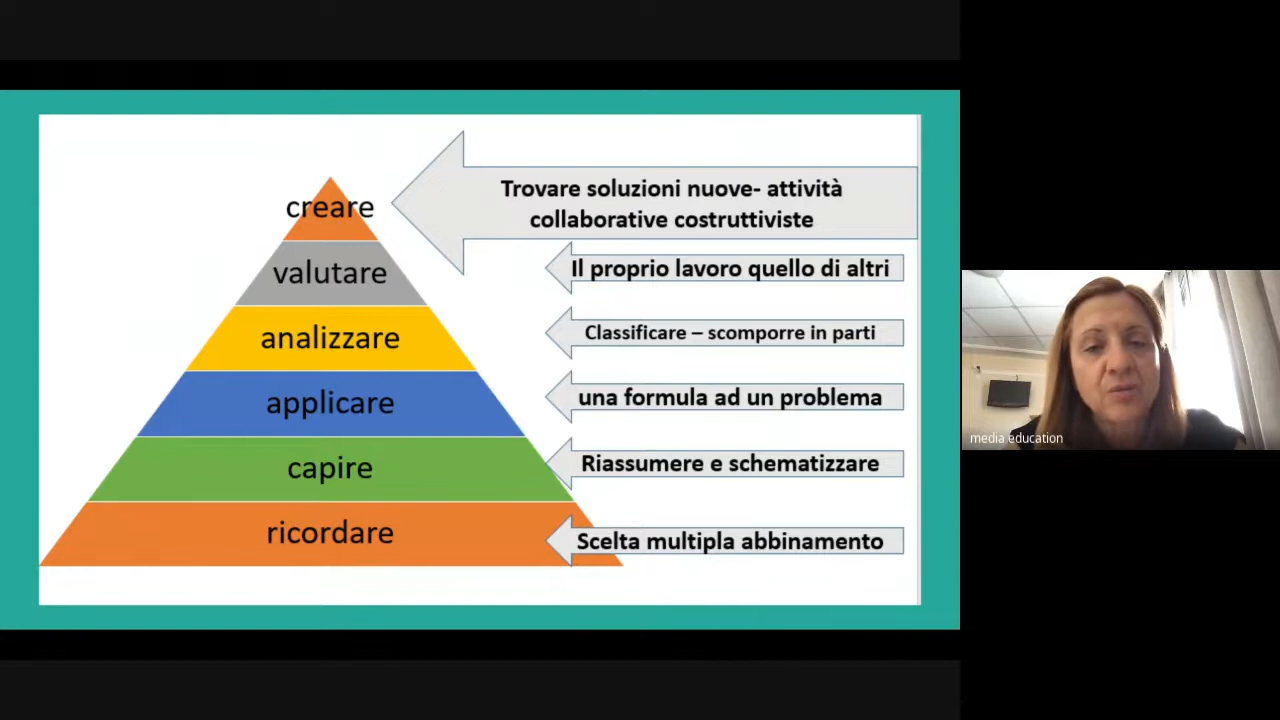 creare
Trovare soluzioni nuove- attività
collaborative costruttiviste
valutare
Il proprio lavoro quello di altri
analizzare
Classificare – scomporre in parti
applicare
una formula ad un problema
capire
Riassumere e schematizzare
ricordare
Scelta multipla abbinamento
media education